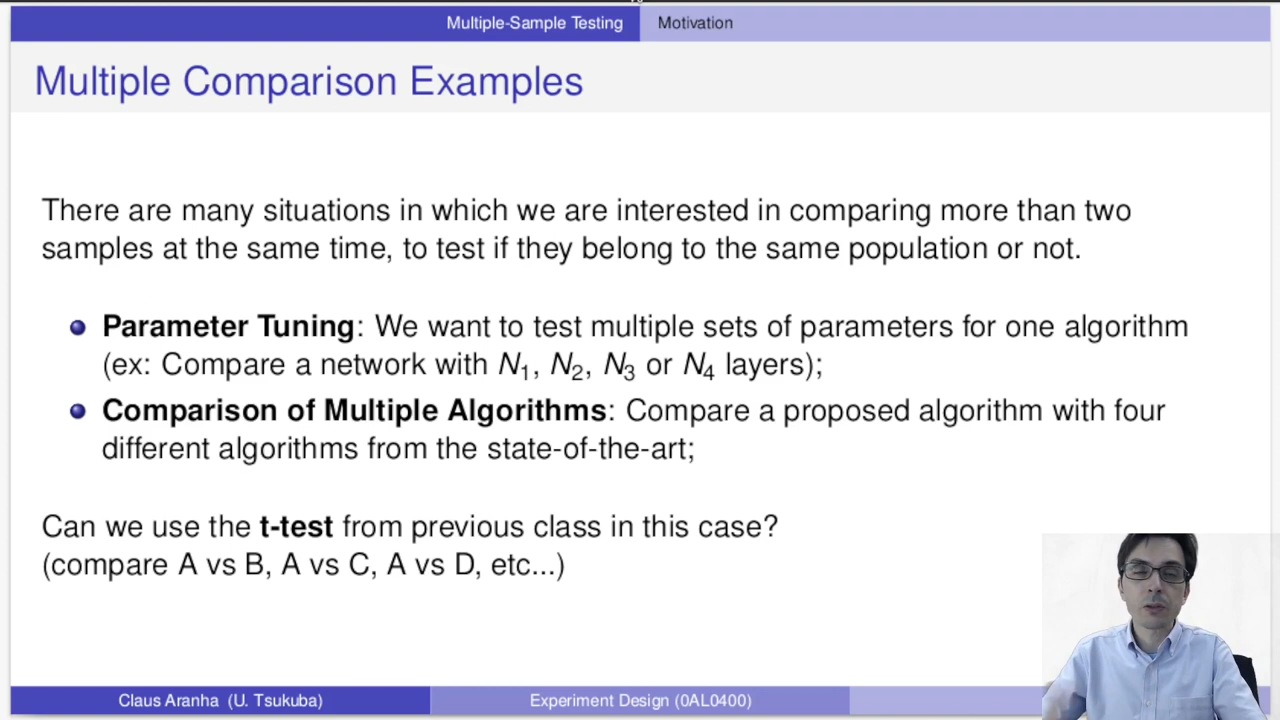 Multiple-Sample Testing Motivation
Multiple Comparison Examples
There are many situations in which we are interested in comparing more than two
samples at the same time, to test if they belong to the same population or not.
Parameter Tuning: We want to test multiple sets of parameters for one algorithm
(ex: Compare a network with N₁, N₂, N₃ or N₄ layers);
Comparison of Multiple Algorithms: Compare a proposed algorithm with four
different algorithms from the state-of-the-art;
Can we use the t-test from previous class in this case?
(compare A vs B, A vs C, A vs D, etc...)
Claus Aranha (U. Tsukuba) Experiment Design (0AL0400)